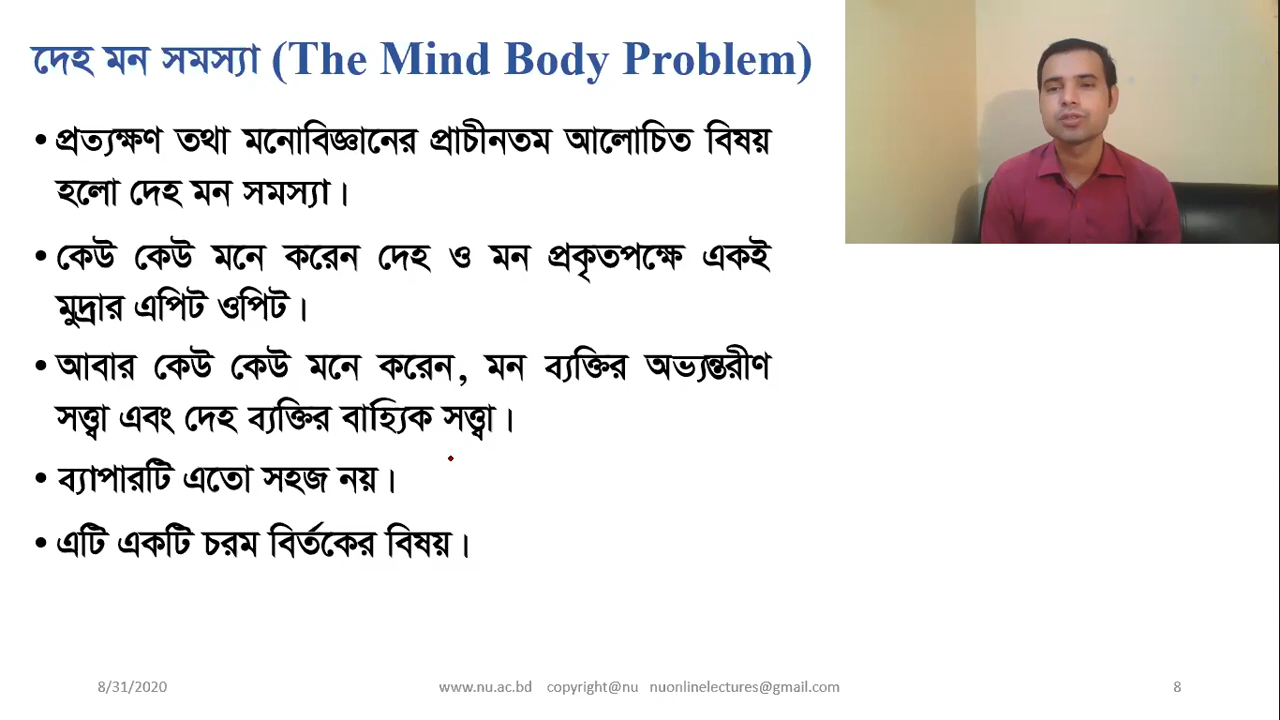 দেহ মন সমস্যা (The Mind Body Problem)
• প্রত্যক্ষণ তথা মনোবিজ্ঞানের প্রাচীনতম আলোচিত বিষয়
হলো দেহ মন সমস্যা।
• কেউ কেউ মনে করেন দেহ ও মন প্রকৃতপক্ষে একই
মুদ্রার এপিট ওপিট।
• আবার কেউ কেউ মনে করেন, মন ব্যক্তির অভ্যন্তরীণ
সত্ত্বা এবং দেহ ব্যক্তির বাহ্যিক সত্ত্বা।
• ব্যাপারটি এতো সহজ নয়।
• এটি একটি চরম বির্তকের বিষয়।
8/31/2020 www.nu.ac.bd copyright@nu nuonlinelectures@gmail.com 8